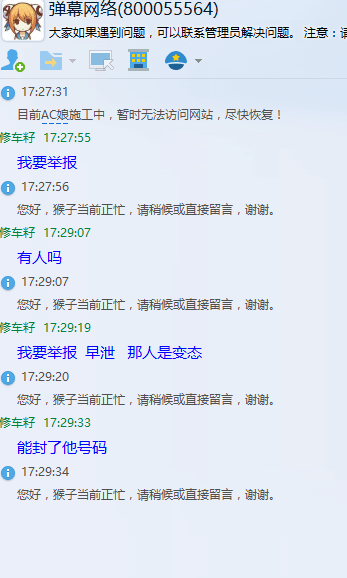 弹幕网络(800055564)
大家如果遇到问题，可以联系管理员解决问题。 注意：请
17:27:31
目前AC娘施工中，暂时无法访问网站，尽快恢复！
修车籽 17:27:55
我要举报
17:27:56
您好，猴子当前正忙，请稍候或直接留言，谢谢。
修车籽 17:29:07
有人吗
17:29:07
您好，猴子当前正忙，请稍候或直接留言，谢谢。
修车籽 17:29:19
我要举报 早泄 那人是变态
17:29:20
您好，猴子当前正忙，请稍候或直接留言，谢谢。
修车籽 17:29:33
能封了他号码
17:29:34
您好，猴子当前正忙，请稍候或直接留言，谢谢。